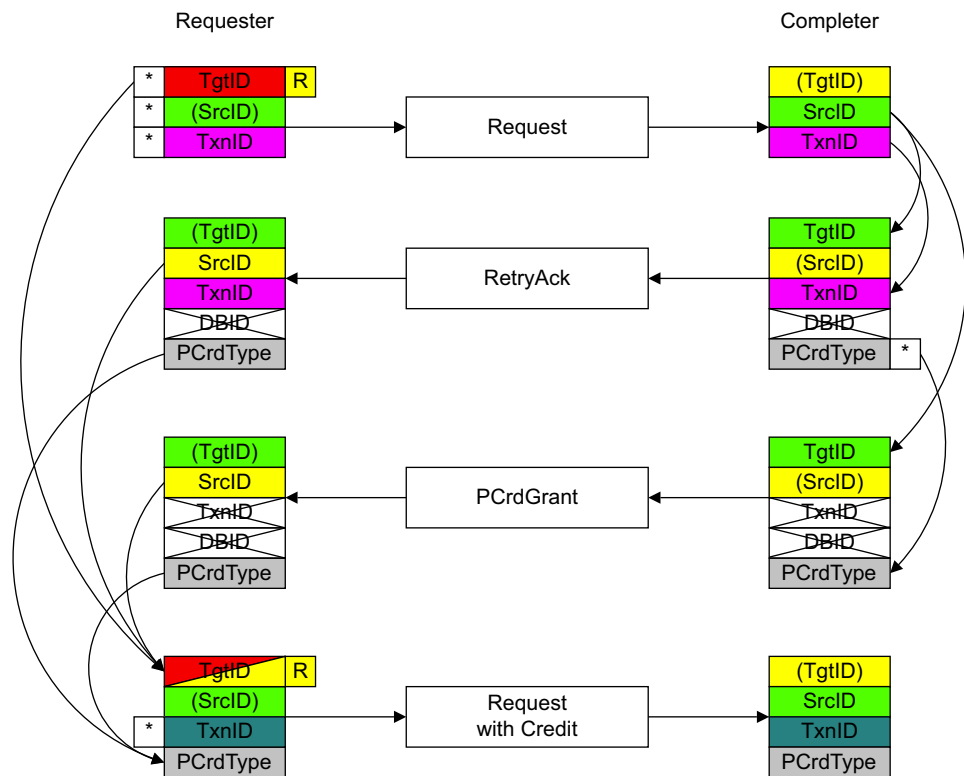 Requester Completer
* TgtID R (TgtID)
* (SrcID) Request SrcID
* TxnID TxnID
(TgtID) TgtID
SrcID RetryAck (SrcID)
TxnID TxnID
DBID DBID
PCrdType PCrdType *
(TgtID) TgtID
SrcID PCrdGrant (SrcID)
TxnID TxnID
DBID DBID
PCrdType PCrdType
TgtID R (TgtID)
(SrcID) Request SrcID
* TxnID with Credit TxnID
PCrdType PCrdType